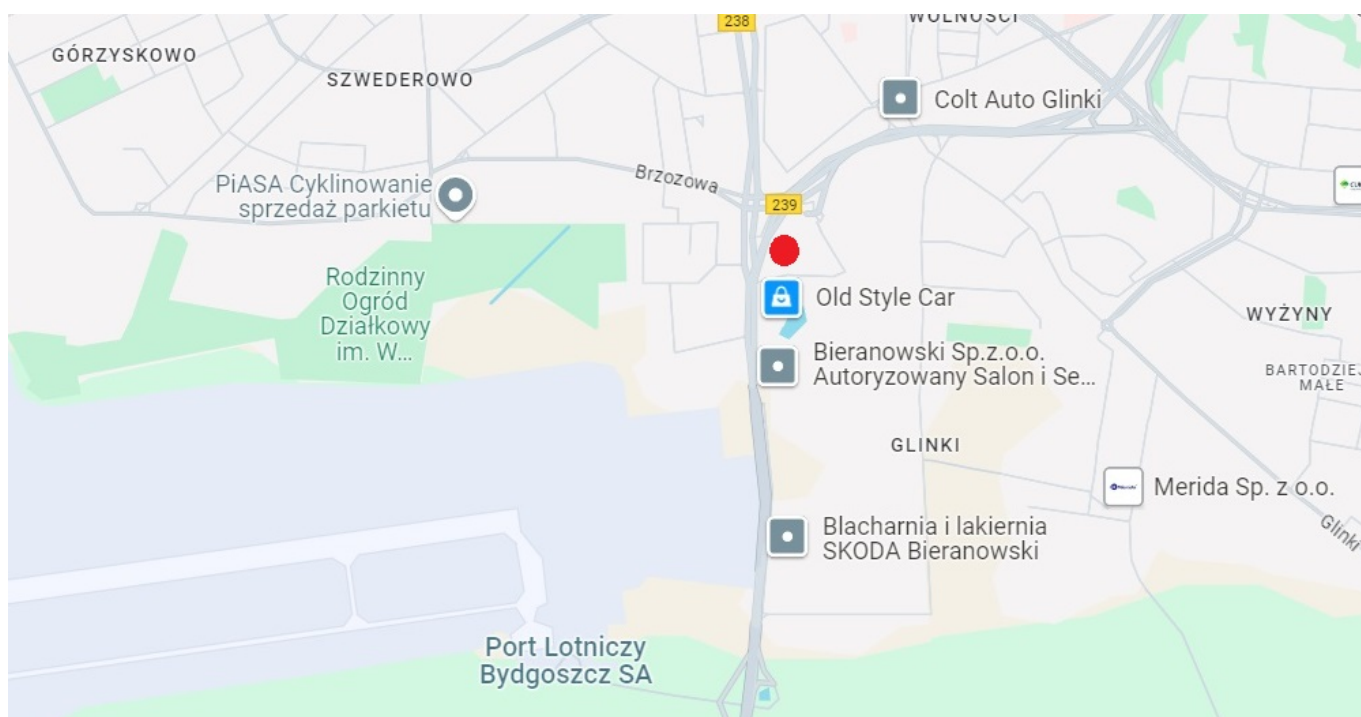 238
WOLNOŚCI
GÓRZYSKOWO
SZWEDEROWO
Colt Auto Glinki
Brzozowa
PiASA Cyklinowanie
sprzedaż parkietu
239
Rodzinny
Ogród
Działkowy
im. W...
Old Style Car
WYŻYNY
Bieranowski Sp.z.o.o.
Autoryzowany Salon i Se...
BARTODZIEJ
MAŁE
GLINKI
Merida Sp. z o.o.
Glinki
Blacharnia i lakiernia
SKODA Bieranowski
Port Lotniczy
Bydgoszcz SA